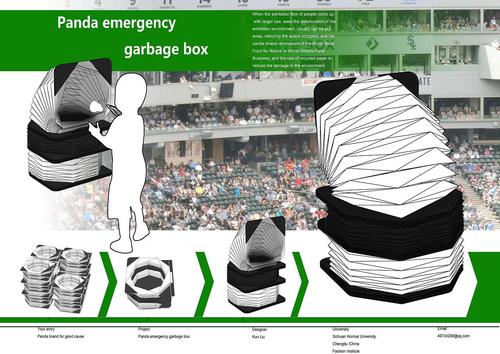 Panda emergency
garbage box
When the exhibition flow of people come up
with larger use, ease the deterioration of the
exhibition environment, usually can be put
away, reducing the space occupied, and the
panda shape reminiscent of the World Wide
Fund for Nature or World Wildlife Fund
Business, and the use of recycled paper to
reduce the damage to the environment.
Your entry
Panda brand for good cause
Project
Panda emergency garbage box
Designer
Kun Liu
University
Sichuan Normal University
Chengdu /China
Fashion Institute
Email